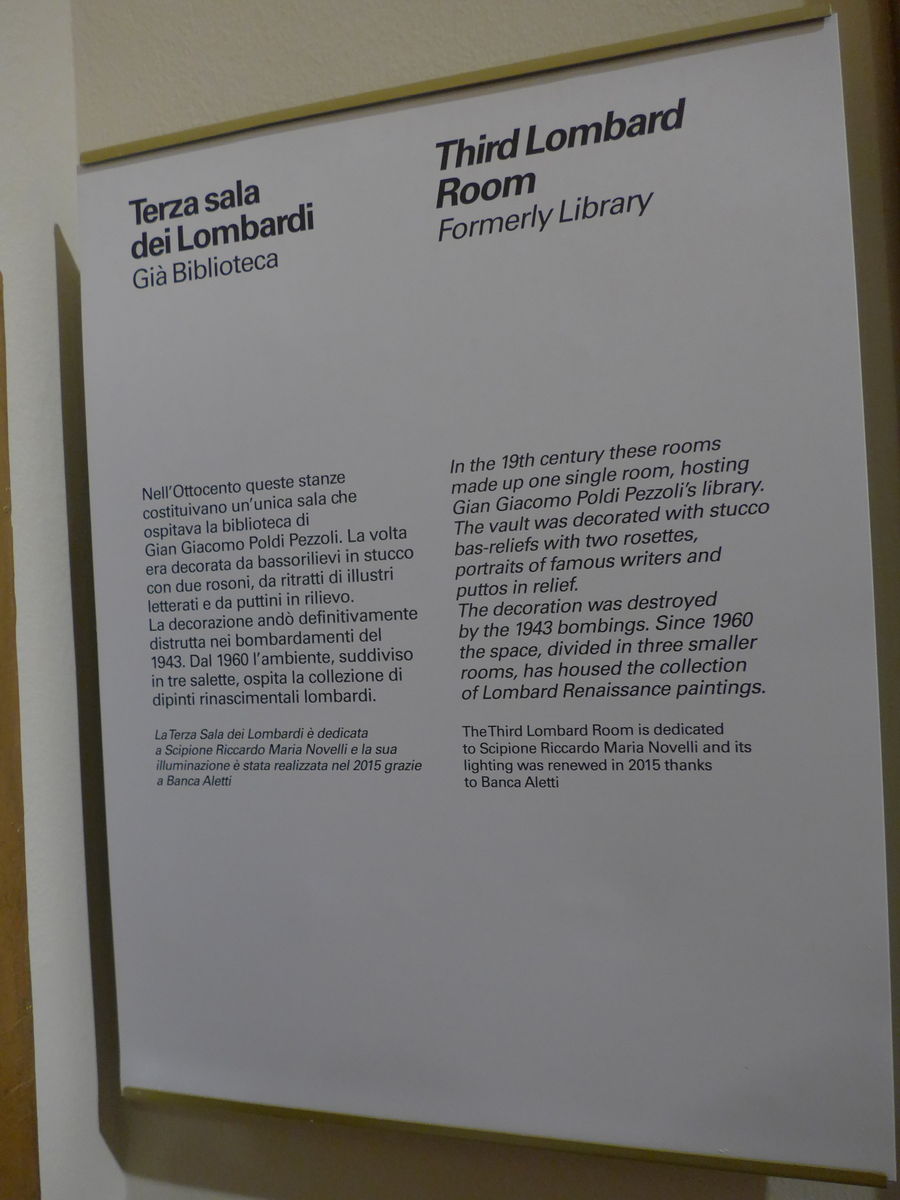 Terza sala
dei Lombardi
Già Biblioteca
Nell'Ottocento queste stanze
costituivano un'unica sala che
ospitava la biblioteca di
Gian Giacomo Poldi Pezzoli. La volta
era decorata da bassorilievi in stucco
con due rosoni, da ritratti di illustri
letterati e da puttini in rilievo.
La decorazione andò definitivamente
distrutta nei bombardamenti del
1943. Dal 1960 l'ambiente, suddiviso
in tre salette, ospita la collezione di
dipinti rinascimentali lombardi.
La Terza Sala dei Lombardi è dedicata
a Scipione Riccardo Maria Novelli e la sua
illuminazione è stata realizzata nel 2015 grazie
a Banca Aletti
Third Lombard
Room
Formerly Library
In the 19th century these rooms
made up one single room, hosting
Gian Giacomo Poldi Pezzoli's library.
The vault was decorated with stucco
bas-reliefs with two rosettes,
portraits of famous writers and
puttos in relief.
The decoration was destroyed
by the 1943 bombings. Since 1960
the space, divided in three smaller
rooms, has housed the collection
of Lombard Renaissance paintings.
The Third Lombard Room is dedicated
to Scipione Riccardo Maria Novelli and its
lighting was renewed in 2015 thanks
to Banca Aletti